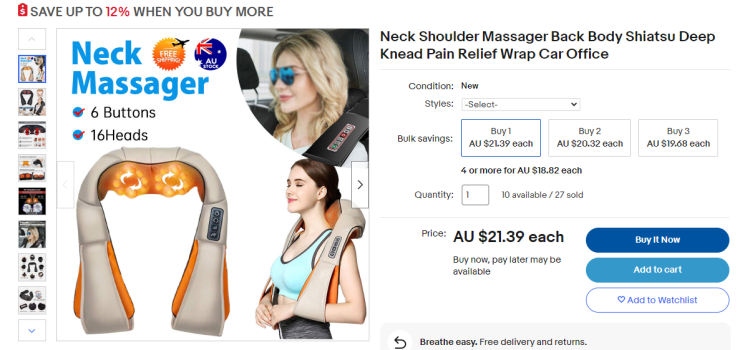 SAVE UP TO 12% WHEN YOU BUY MORE
Neck
Massager
FREE
SHIPPING!
AU
STOCK
6 Buttons
16Heads
Neck Shoulder Massager Back Body Shiatsu Deep
Knead Pain Relief Wrap Car Office
Condition: New
Styles: -Select-
Bulk savings:
Buy 1
AU $21.39 each
Buy 2
AU $20.32 each
Buy 3
AU $19.68 each
4 or more for AU $18.82 each
Quantity: 1 10 available / 27 sold
Price: AU $21.39 each
Buy now, pay later may be
available
Buy It Now
Add to cart
Add to Watchlist
Breathe easy. Free delivery and returns.